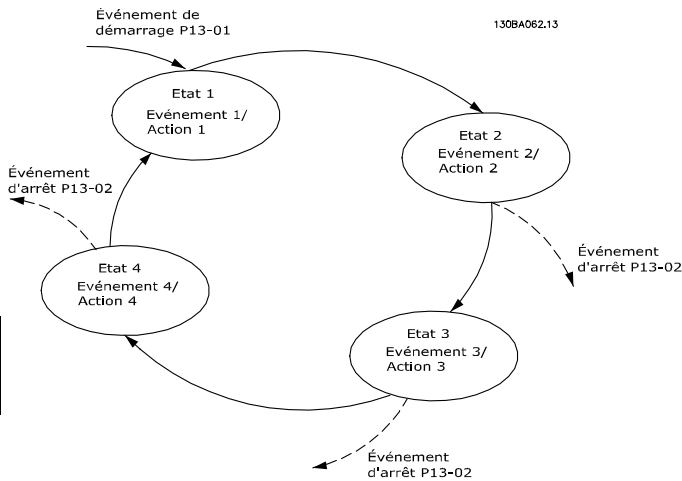 Événement de
démarrage P13-01
130BA062.13
Etat 1
Evénement 1/
Action 1
Etat 2
Evénement 2/
Action 2
Événement
d'arrêt P13-02
Événement
d'arrêt P13-02
Etat 4
Evénement 4/
Action 4
Etat 3
Evénement 3/
Action 3
Événement
d'arrêt P13-02